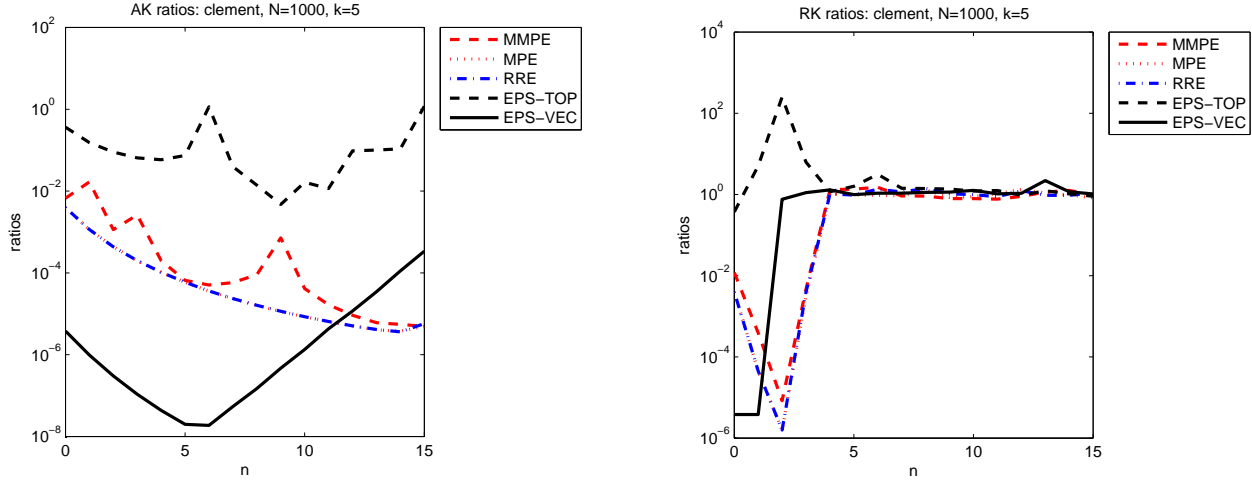 AK ratios: clement, N=1000, k=5
10^2
10^0
10^−2
10^−4
10^−6
10^−8
ratios
0
5
10
15
n
MMPE
MPE
RRE
EPS−TOP
EPS−VEC
RK ratios: clement, N=1000, k=5
10^4
10^2
10^0
10^−2
10^−4
10^−6
ratios
0
5
10
15
n
MMPE
MPE
RRE
EPS−TOP
EPS−VEC